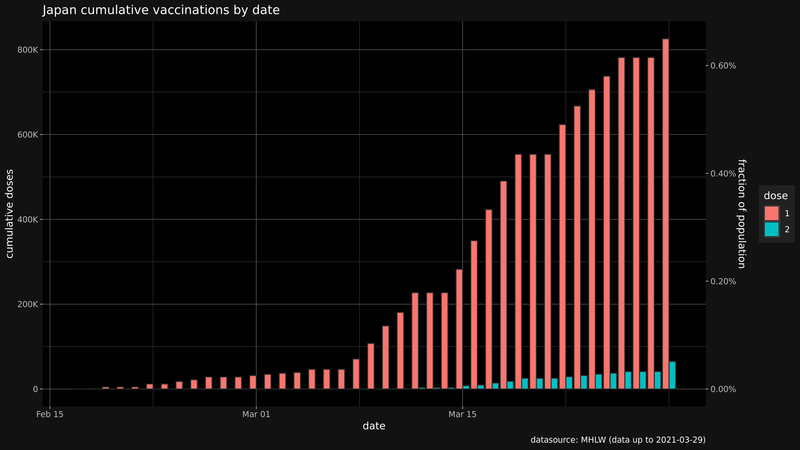 Japan cumulative vaccinations by date
800K
600K
400K
200K
0
cumulative doses
0.60%
0.40%
0.20%
0.00%
fraction of population
dose
1
2
Feb 15
Mar 01
Mar 15
date
datasource: MHLW (data up to 2021-03-29)